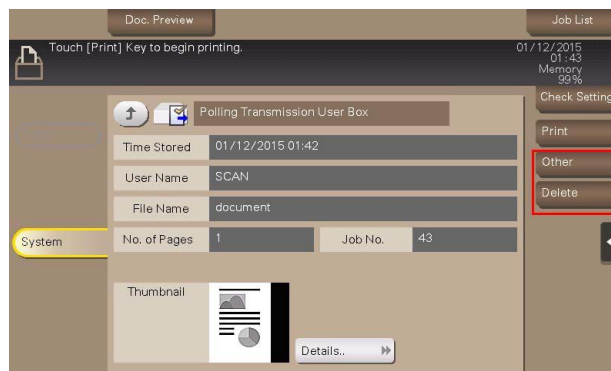 Doc. Preview
Job List
Touch [Print] Key to begin printing.
01/12/2015
01:43
Memory
99%
Check Setting
Polling Transmission User Box
Print
Time Stored
01/12/2015 01:42
Other
User Name
SCAN
Delete
File Name
document
System
No. of Pages
1
Job No.
43
Thumbnail
Details..